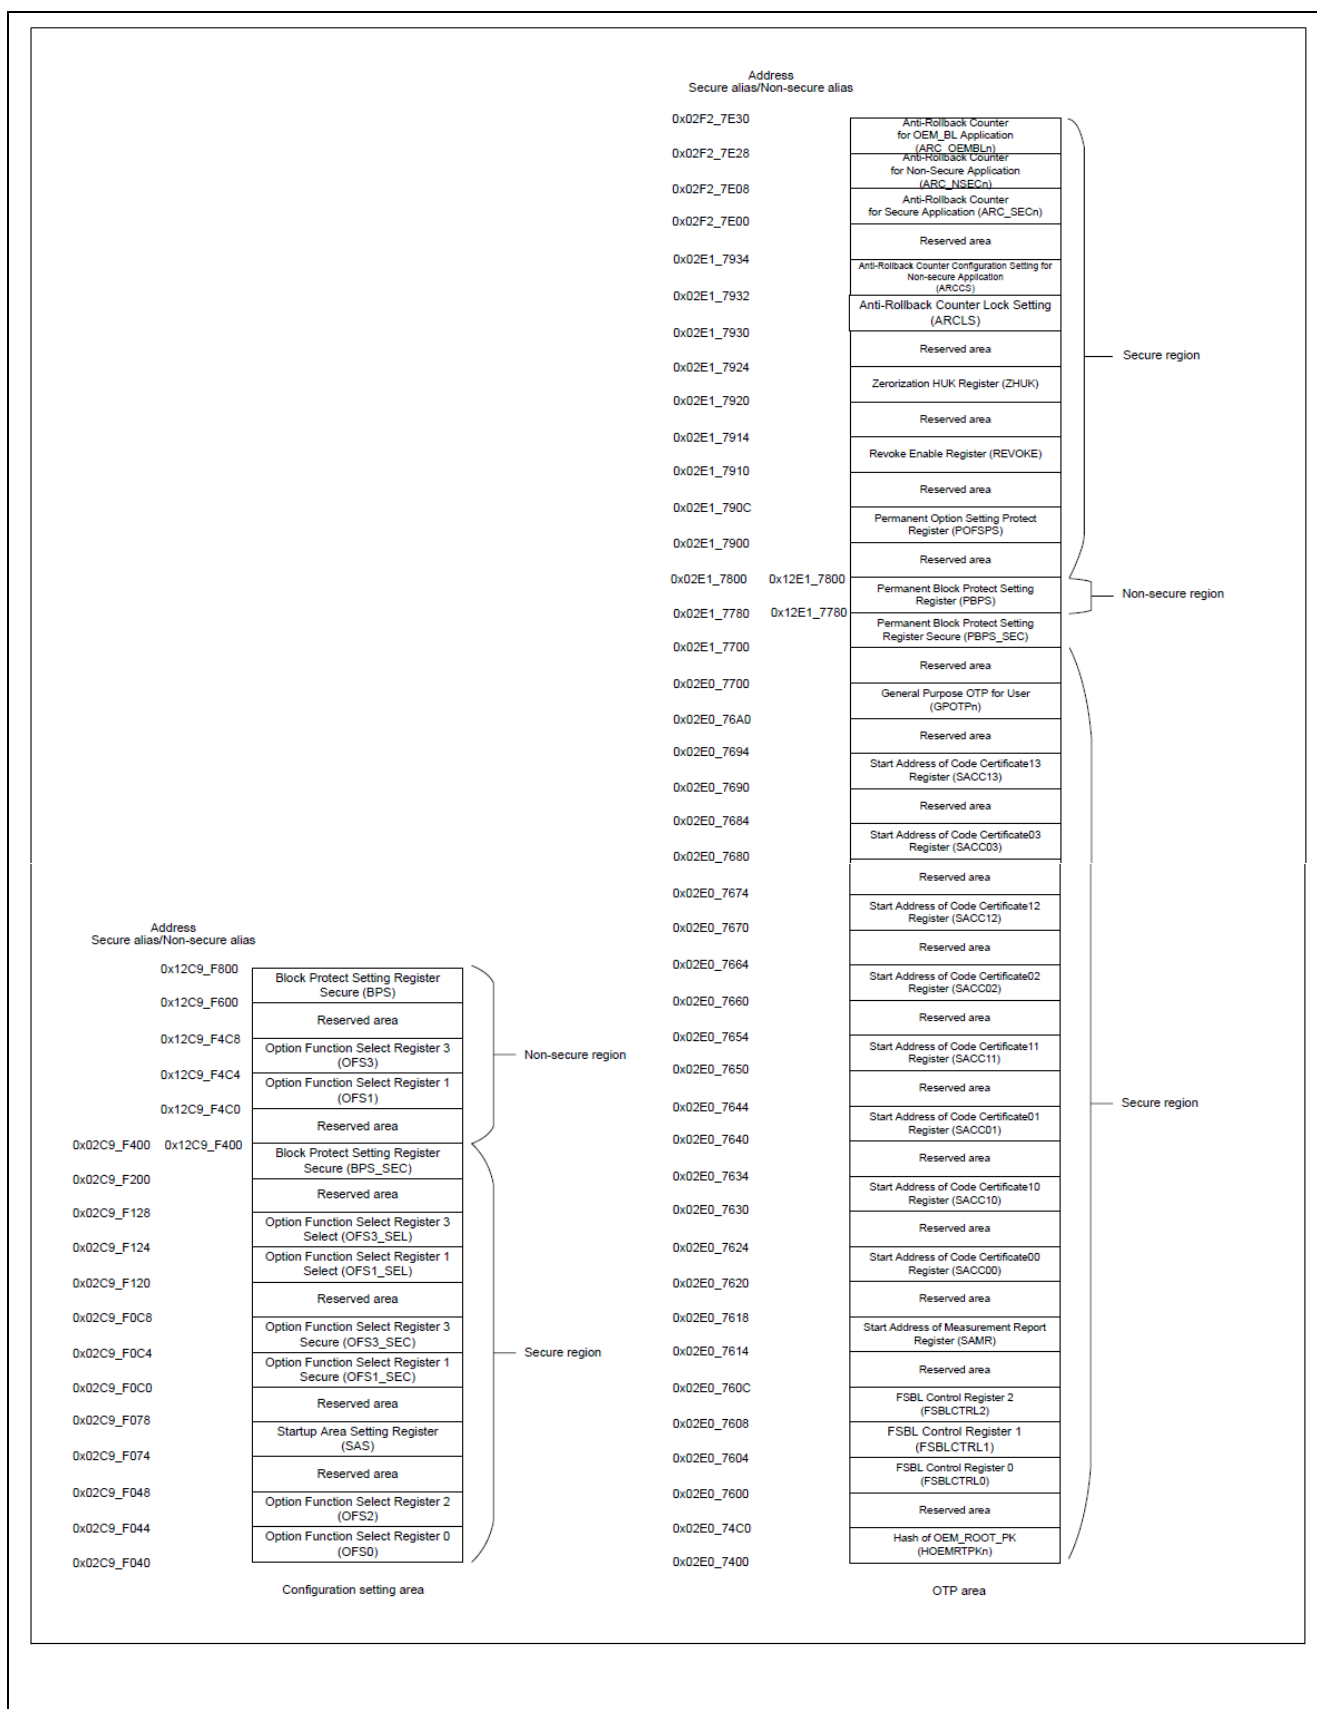 Address
Secure alias/Non-secure alias
0x02F2_7E30
Anti-Rollback Counter
for OEM_BL Application
(ARC_OEMBLn)
0x02F2_7E28
Anti-Rollback Counter
for Non-Secure Application
(ARC_NSECn)
0x02F2_7E08
Anti-Rollback Counter
for Secure Application (ARC_SECn)
0x02F2_7E00
Reserved area
0x02E1_7934
Anti-Rollback Counter Configuration Setting for
Non-secure Application
(ARCCS)
0x02E1_7932
Anti-Rollback Counter Lock Setting
(ARCLS)
0x02E1_7930
Reserved area
Secure region
0x02E1_7924
Zerorization HUK Register (ZHUK)
0x02E1_7920
Reserved area
0x02E1_7914
Revoke Enable Register (REVOKE)
0x02E1_7910
Reserved area
0x02E1_790C
Permanent Option Setting Protect
Register (POFSPS)
0x02E1_7900
Reserved area
0x02E1_7800 0x12E1_7800
Permanent Block Protect Setting
Register (PBPS)
Non-secure region
0x02E1_7780 0x12E1_7780
Permanent Block Protect Setting
Register Secure (PBPS_SEC)
0x02E1_7700
Reserved area
0x02E0_7700
General Purpose OTP for User
(GPOTPn)
0x02E0_76A0
Reserved area
0x02E0_7694
Start Address of Code Certificate13
Register (SACC13)
0x02E0_7690
Reserved area
0x02E0_7684
Start Address of Code Certificate03
Register (SACC03)
0x02E0_7680
Reserved area
0x02E0_7674
Start Address of Code Certificate12
Register (SACC12)
0x02E0_7670
Reserved area
0x02E0_7664
Start Address of Code Certificate02
Register (SACC02)
0x02E0_7660
Reserved area
0x02E0_7654
Start Address of Code Certificate11
Register (SACC11)
0x02E0_7650
Reserved area
0x02E0_7644
Start Address of Code Certificate01
Register (SACC01)
Secure region
0x02E0_7640
Reserved area
0x02E0_7634
Start Address of Code Certificate10
Register (SACC10)
0x02E0_7630
Reserved area
0x02E0_7624
Start Address of Code Certificate00
Register (SACC00)
0x02E0_7620
Reserved area
0x02E0_7618
Start Address of Measurement Report
Register (SAMR)
0x02E0_7614
Reserved area
0x02E0_760C
FSBL Control Register 2
(FSBLCTRL2)
0x02E0_7608
FSBL Control Register 1
(FSBLCTRL1)
0x02E0_7604
FSBL Control Register 0
(FSBLCTRL0)
0x02E0_7600
Reserved area
0x02E0_74C0
Hash of OEM_ROOT_PK
(HOEMRTPKn)
0x02E0_7400
OTP area
Address
Secure alias/Non-secure alias
0x12C9_F800
Block Protect Setting Register
Secure (BPS)
0x12C9_F600
Reserved area
0x12C9_F4C8
Option Function Select Register 3
(OFS3)
Non-secure region
0x12C9_F4C4
Option Function Select Register 1
(OFS1)
0x12C9_F4C0
Reserved area
0x02C9_F400 0x12C9_F400
Block Protect Setting Register
Secure (BPS_SEC)
0x02C9_F200
Reserved area
0x02C9_F128
Option Function Select Register 3
Select (OFS3_SEL)
0x02C9_F124
Option Function Select Register 1
Select (OFS1_SEL)
0x02C9_F120
Reserved area
0x02C9_F0C8
Option Function Select Register 3
Secure (OFS3_SEC)
0x02C9_F0C4
Secure region
Option Function Select Register 1
Secure (OFS1_SEC)
0x02C9_F0C0
Reserved area
0x02C9_F078
Startup Area Setting Register
(SAS)
0x02C9_F074
Reserved area
0x02C9_F048
Option Function Select Register 2
(OFS2)
0x02C9_F044
Option Function Select Register 0
(OFS0)
0x02C9_F040
Configuration setting area